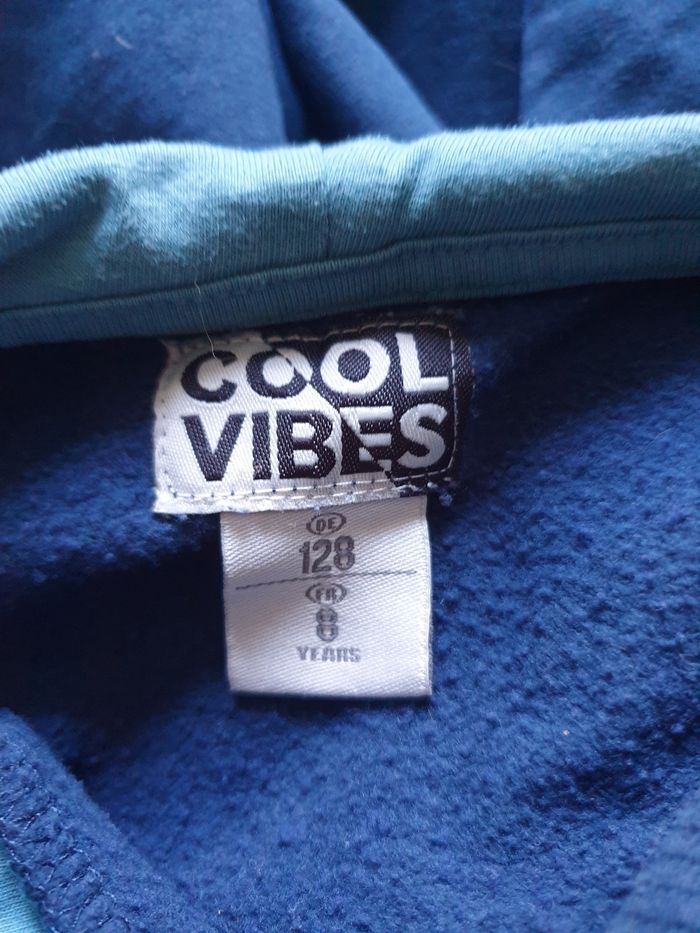 COOL
VIBES
DE
128
FR
8
YEARS